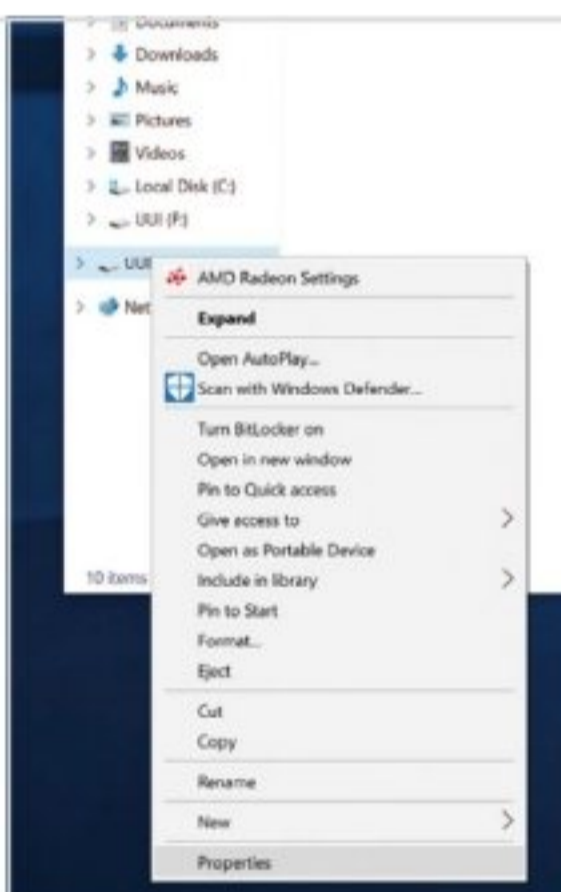 Documents
Downloads
Music
Pictures
Videos
Local Disk (C:)
UUI (F:)
UUI
Net
AMD Radeon Settings
Expand
Open AutoPlay...
Scan with Windows Defender...
Turn BitLocker on
Open in new window
Pin to Quick access
Give access to
Open as Portable Device
Include in library
Pin to Start
Format...
Eject
Cut
Copy
Rename
New
Properties
10 items